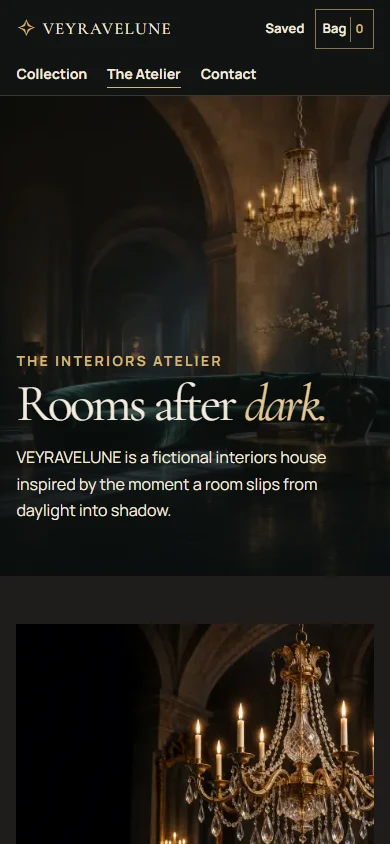 VEYRAVELUNE
Saved
Bag 0
Collection The Atelier Contact
THE INTERIORS ATELIER
Rooms after dark.
VEYRAVELUNE is a fictional interiors house
inspired by the moment a room slips from
daylight into shadow.